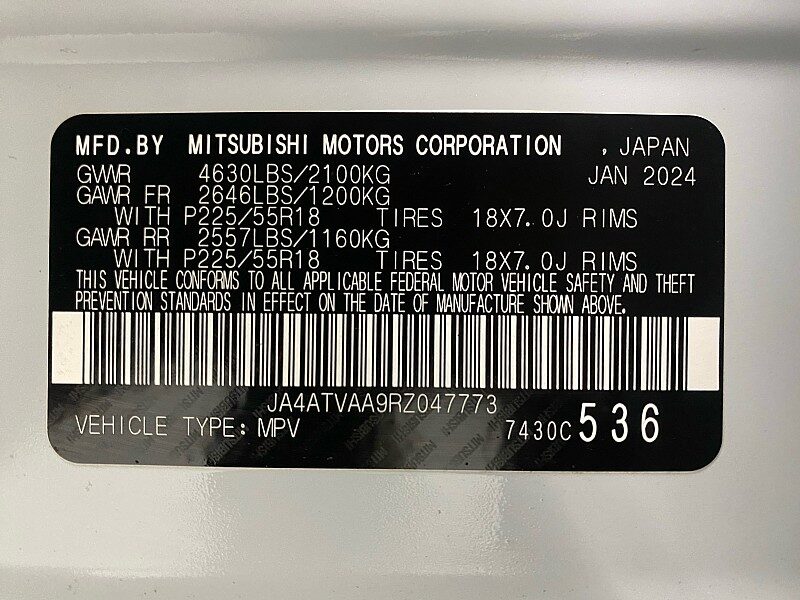 MFD.BY MITSUBISHI MOTORS CORPORATION , JAPAN
GVWR 4630LBS/2100KG JAN 2024
GAWR FR 2646LBS/1200KG
WITH P225/55R18 TIRES 18X7.0J RIMS
GAWR RR 2557LBS/1160KG
WITH P225/55R18 TIRES 18X7.0J RIMS
THIS VEHICLE CONFORMS TO ALL APPLICABLE FEDERAL MOTOR VEHICLE SAFETY AND THEFT
PREVENTION STANDARDS IN EFFECT ON THE DATE OF MANUFACTURE SHOWN ABOVE.
JA4ATVAA9RZ047773
VEHICLE TYPE: MPV 7430C 536